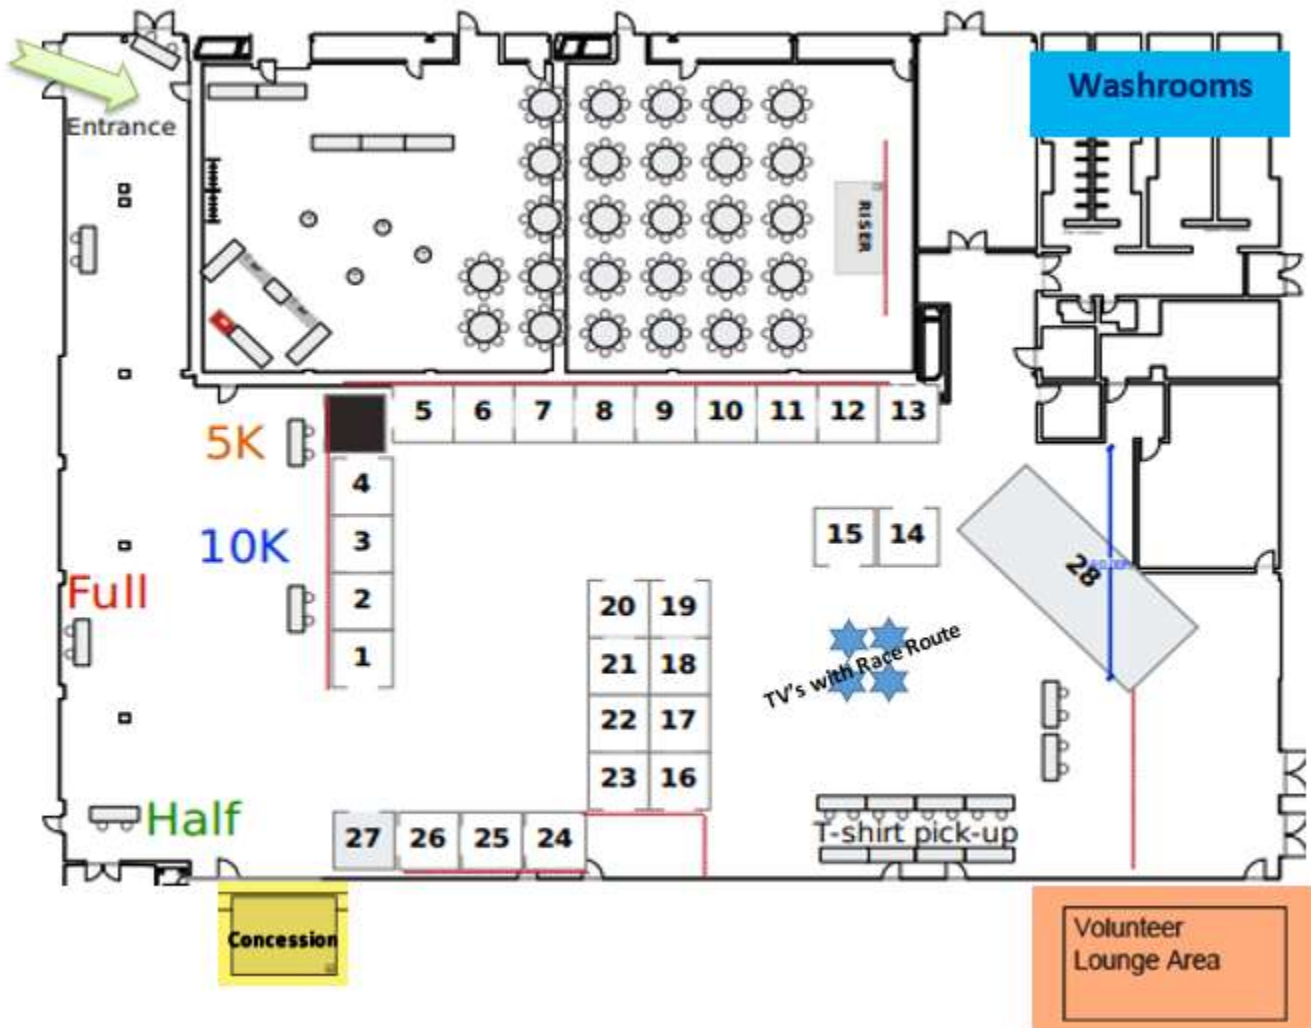 Washrooms
Entrance
RISER
5 6 7 8 9 10 11 12 13
5K
4
10K
3
15 14
28
Full
2
20 19
1
21 18
TV's with Race Route
22 17
23 16
Half
27 26 25 24
T-shirt pick-up
Concession
Volunteer
Lounge Area